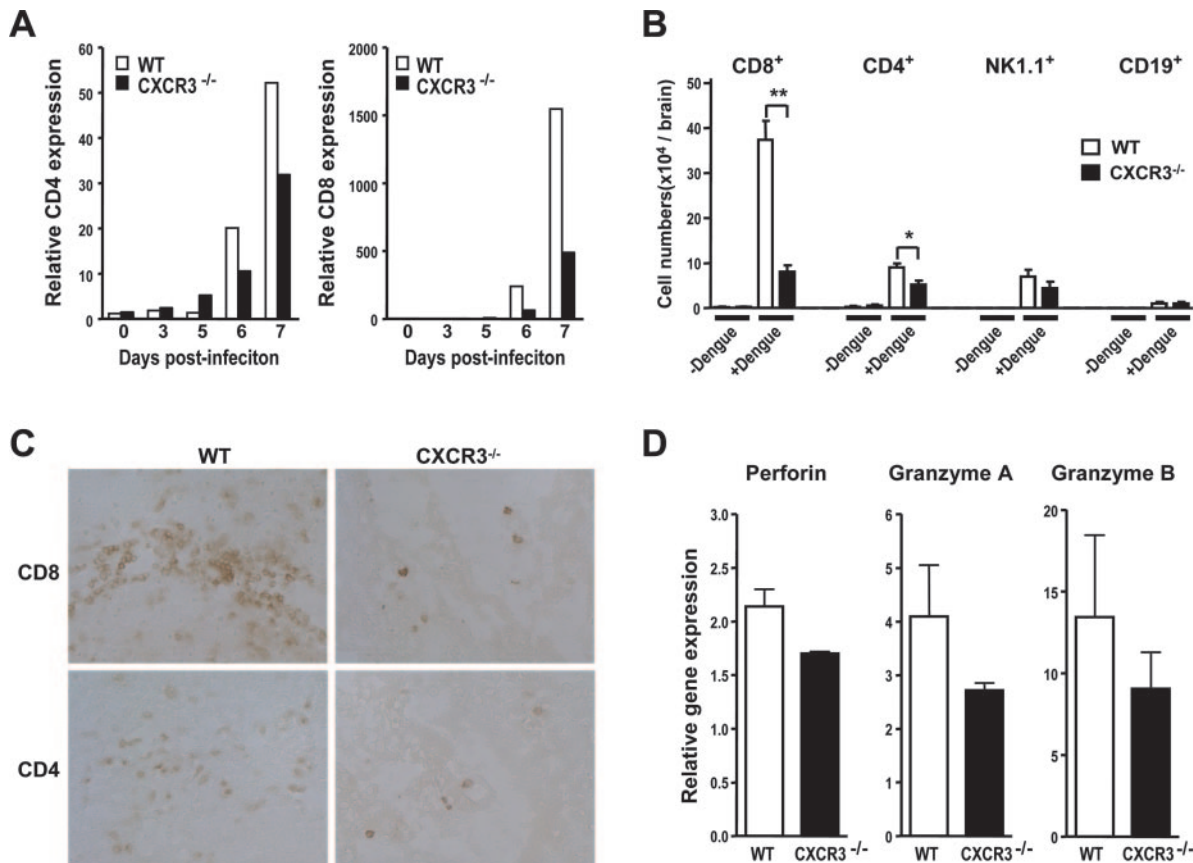 A
WT
CXCR3 -/-
Relative CD4 expression
60
50
40
30
20
10
0
0 3 5 6 7
Days post-infeciton
WT
CXCR3 -/-
Relative CD8 expression
2000
1500
1000
500
0
0 3 5 6 7
Days post-infeciton
B
CD8+ CD4+ NK1.1+ CD19+
Cell numbers(x10⁴ / brain)
50
40
30
20
10
0
**
*
WT
CXCR3-/-
-Dengue +Dengue -Dengue +Dengue -Dengue +Dengue -Dengue +Dengue
C
WT CXCR3-/-
CD8
CD4
D
Relative gene expression
Perforin
3.0
2.5
2.0
1.5
1.0
0.5
0.0
WT CXCR3 -/-
Granzyme A
6
5
4
3
2
1
0
WT CXCR3 -/-
Granzyme B
20
15
10
5
0
WT CXCR3 -/-